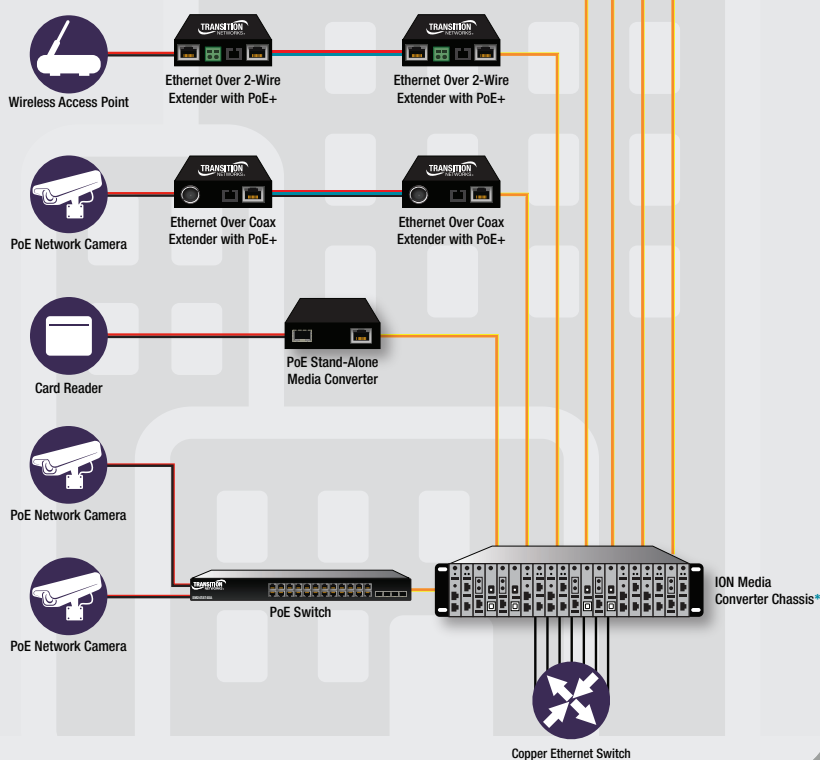 TRANSITION
NETWORKS®
TRANSITION
NETWORKS®
Wireless Access Point
Ethernet Over 2-Wire
Extender with PoE+
Ethernet Over 2-Wire
Extender with PoE+
TRANSITION
NETWORKS®
TRANSITION
NETWORKS®
PoE Network Camera
Ethernet Over Coax
Extender with PoE+
Ethernet Over Coax
Extender with PoE+
Card Reader
PoE Stand-Alone
Media Converter
PoE Network Camera
TRANSITION
NETWORKS®
PoE Switch
ION Media
Converter Chassis*
PoE Network Camera
Copper Ethernet Switch